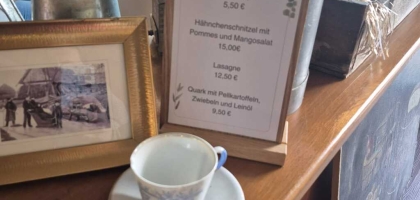 5,50 €
Hähnchenschnitzel mit
Pommes und Mangosalat
15,00€
Lasagne
12,50 €
Quark mit Pellkartoffeln,
Zwiebeln und Leinöl
9,50 €